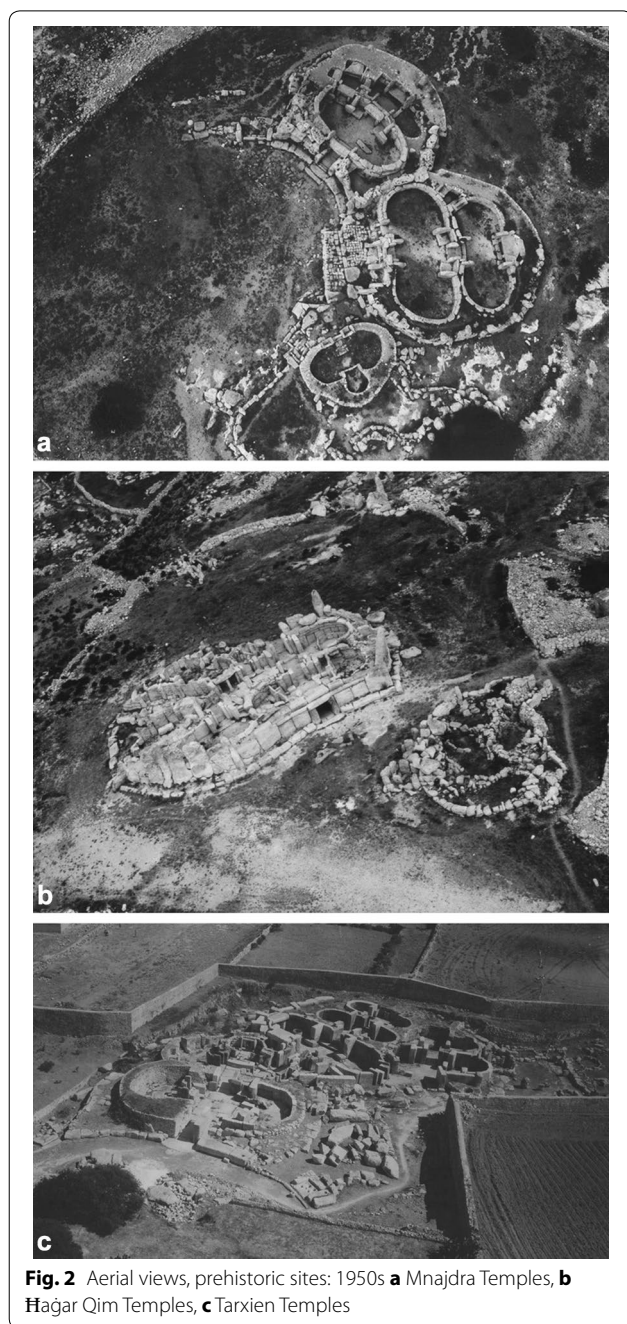 a
b
c
Fig. 2 Aerial views, prehistoric sites: 1950s a Mnajdra Temples, b
Ħaġar Qim Temples, c Tarxien Temples